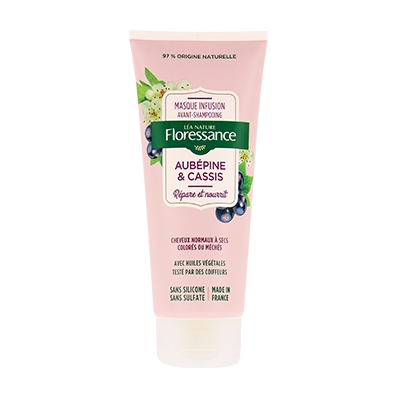 97 % ORIGINE NATURELLE
MASQUE INFUSION
AVANT-SHAMPOOING
LÉA NATURE
Floressance
AUBÉPINE
& CASSIS
Répare et nourrit
CHEVEUX NORMAUX À SECS
COLORÉS OU MÉCHÉS
AVEC HUILES VÉGÉTALES
TESTÉ PAR DES COIFFEURS
SANS SILICONE | MADE IN
SANS SULFATE | FRANCE